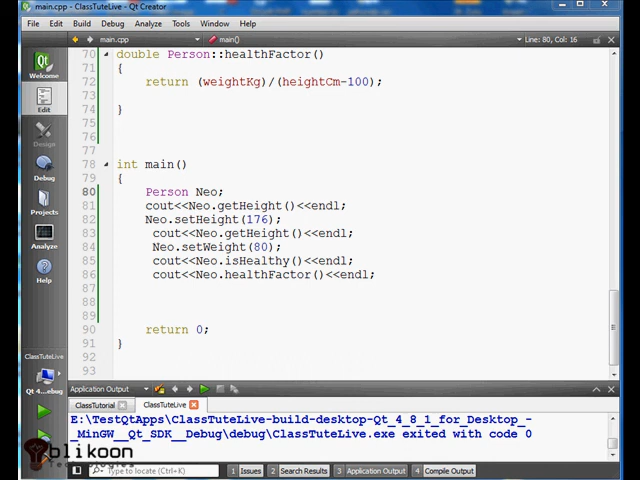 main.cpp - ClassTuteLive - Qt Creator
File Edit Build Debug Analyze Tools Window Help
main.cpp main() Line: 80, Col: 16
70 double Person::healthFactor()
71 {
72 return (weightKg)/(heightCm-100);
73
74 }
75
76
77
78 int main()
79 {
80 Person Neo;
81 cout<<Neo.getHeight()<<endl;
82 Neo.setHeight(176);
83 cout<<Neo.getHeight()<<endl;
84 Neo.setWeight(80);
85 cout<<Neo.isHealthy()<<endl;
86 cout<<Neo.healthFactor()<<endl;
87
88
89
90 return 0;
91 }
92
93
Welcome
Edit
Design
Debug
Projects
Analyze
Help
ClassTuteLive
Qt 4...ebug
Application Output
ClassTutorial ClassTuteLive
E:\TestQtApps\ClassTuteLive-build-desktop-Qt_4_8_1_for_Desktop_-
_MinGW__Qt_SDK__Debug\debug\ClassTuteLive.exe exited with code 0
blikoon
Technologies
Type to locate (Ctrl+K) 1 Issues 2 Search Results 3 Application Output 4 Compile Output